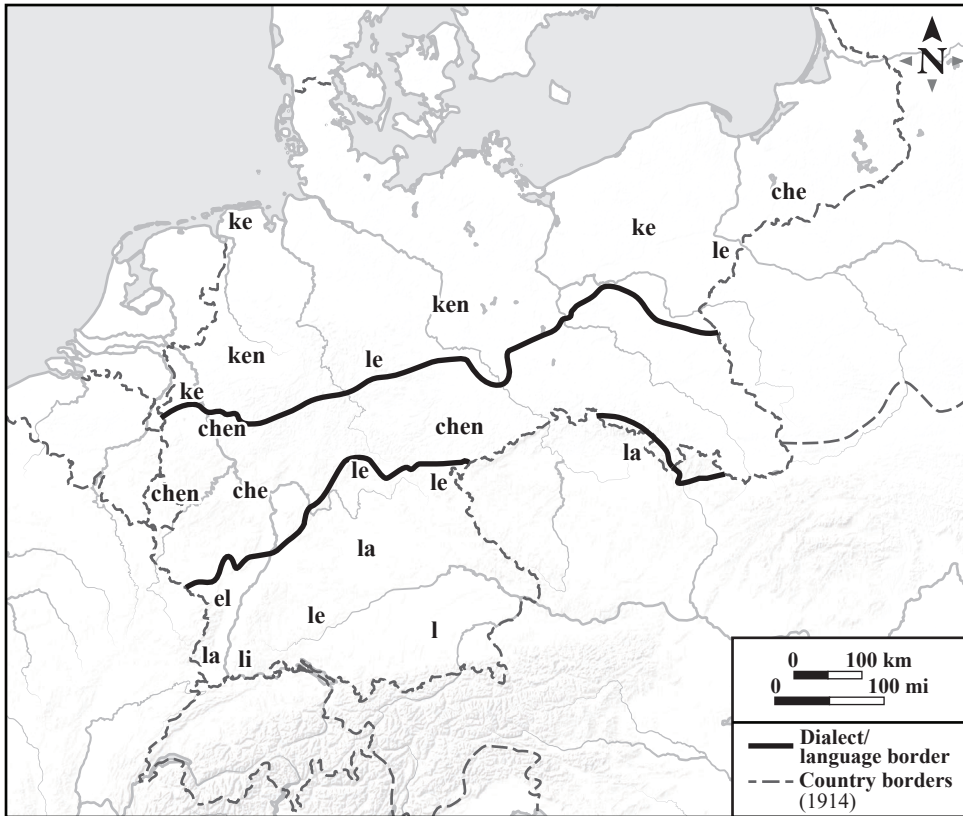 N
che
ke
ke
le
ken
ken
le
ke
chen
chen
la
le
le
chen
che
la
el
le
l
la
li
0 100 km
0 100 mi
Dialect/
language border
Country borders
(1914)